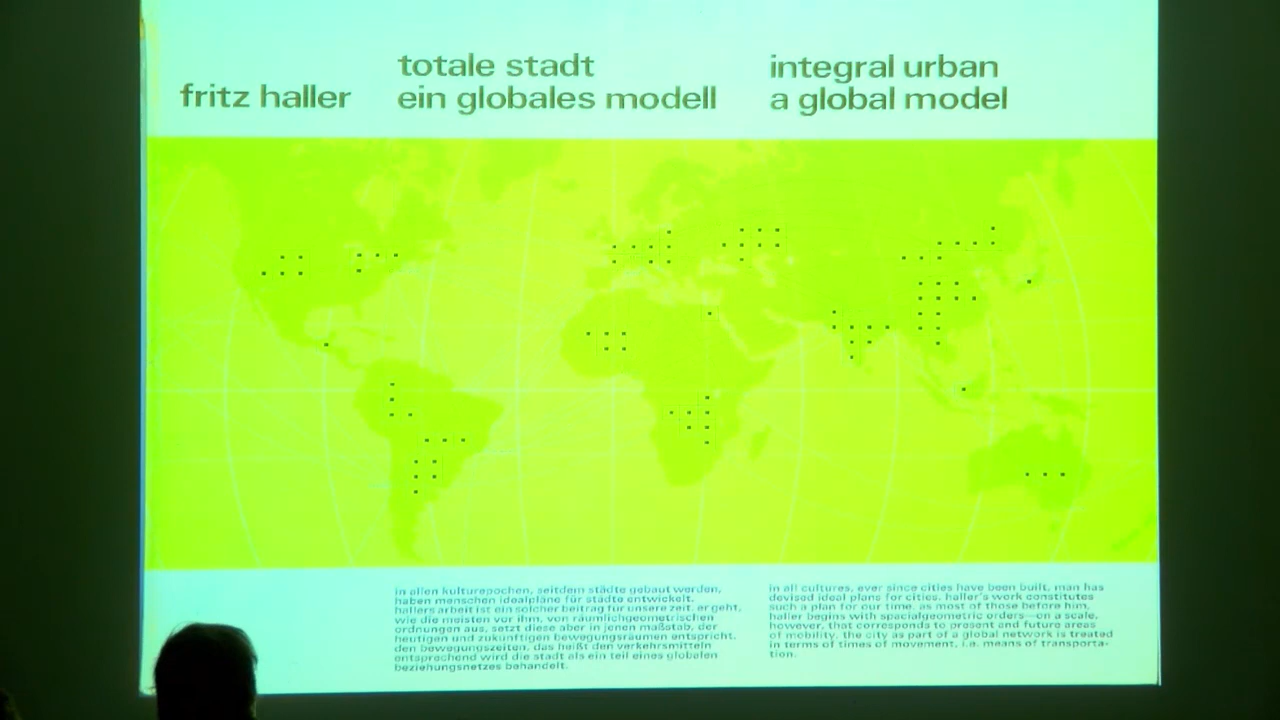 fritz haller
totale stadt
ein globales modell
integral urban
a global model
in allen kulturepochen, seitdem städte gebaut werden,
haben menschen idealpläne für städte entwickelt.
hallers arbeit ist ein solcher beitrag für unsere zeit. er geht,
wie die meisten vor ihm, von räumlichgeometrischen
ordnungen aus, setzt diese aber in jenen maßstab, der
heutigen und zukünftigen bewegungsräumen entspricht.
den bewegungszeiten, das heißt den verkehrsmitteln
entsprechend wird die stadt als ein teil eines globalen
beziehungsnetzes behandelt.
in all cultures, ever since cities have been built, man has
devised ideal plans for cities. haller's work constitutes
such a plan for our time. as most of those before him,
haller begins with spacialgeometric orders—on a scale,
however, that corresponds to present and future areas
of mobility. the city as part of a global network is treated
in terms of times of movement, i.e. means of transporta-
tion.